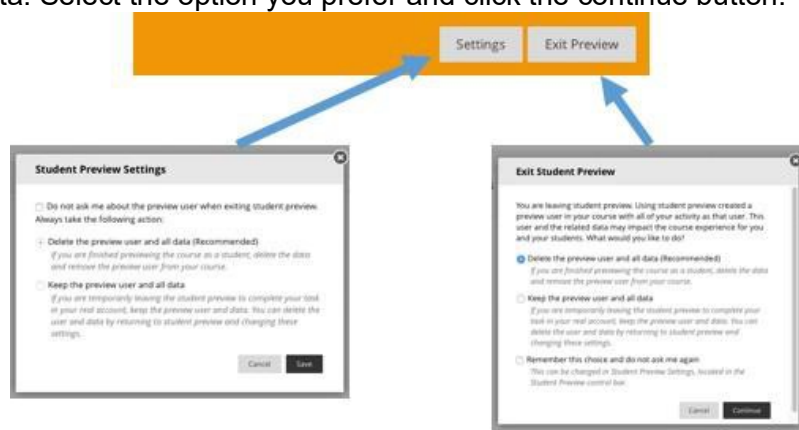 ta. Select the option you prefer and click the continue button.
Settings
Exit Preview
Student Preview Settings
Do not ask me about the preview user when exiting student preview.
Always take the following action:
Delete the preview user and all data (Recommended)
If you are finished previewing the course as a student, delete the data
and remove the preview user from your course.
Keep the preview user and all data
If you are temporarily leaving the student preview to complete your task
in your real account, keep the preview user and data. You can delete the
user and data by returning to student preview and changing these
settings.
Cancel
Save
Exit Student Preview
You are leaving student preview. Using student preview created a
preview user in your course with all of your activity as that user. This
user and the related data may impact the course experience for you
and your students. What would you like to do?
Delete the preview user and all data (Recommended)
If you are finished previewing the course as a student, delete the data
and remove the preview user from your course.
Keep the preview user and all data
If you are temporarily leaving the student preview to complete your
task in your real account, keep the preview user and data. You can
delete the user and data by returning to student preview and
changing these settings.
Remember this choice and do not ask me again
This can be changed in Student Preview Settings, located in the
Student Preview control bar.
Cancel
Continue